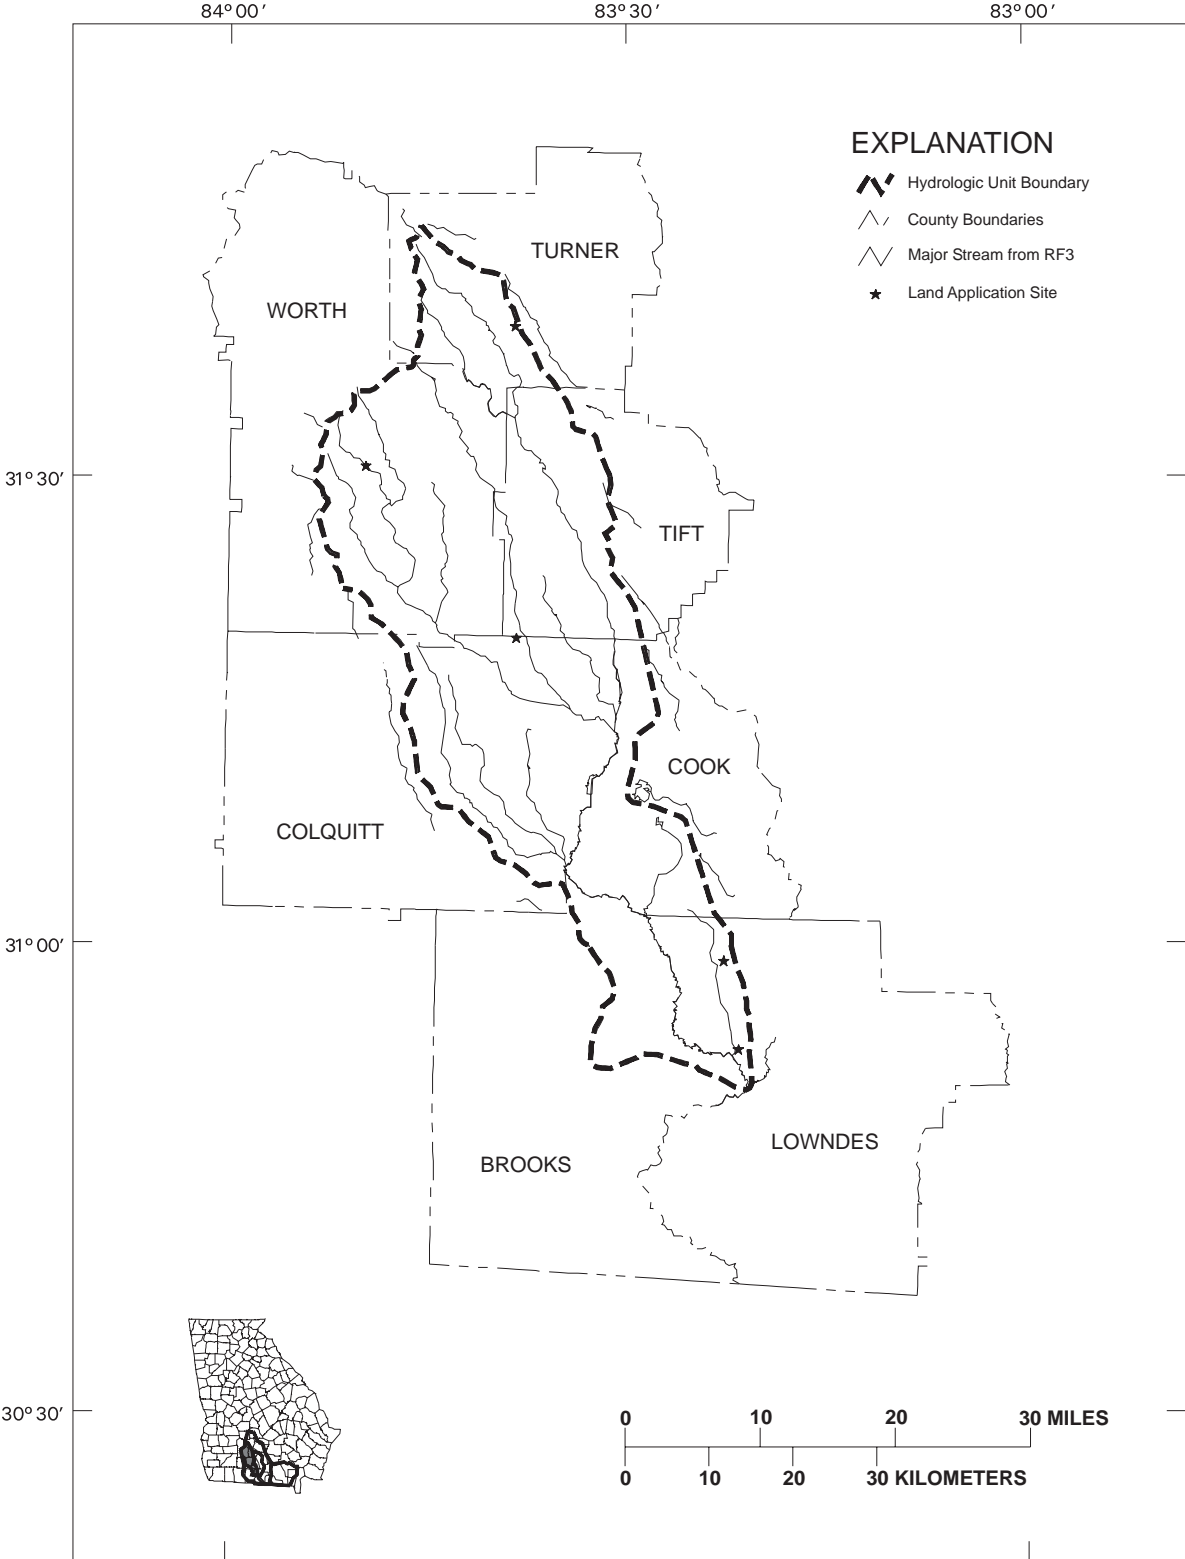 84° 00′ 83° 30′ 83° 00′
EXPLANATION
Hydrologic Unit Boundary
County Boundaries
Major Stream from RF3
Land Application Site
TURNER
WORTH
31° 30′
TIFT
COOK
COLQUITT
31° 00′
LOWNDES
BROOKS
30° 30′
0 10 20 30 MILES
0 10 20 30 KILOMETERS